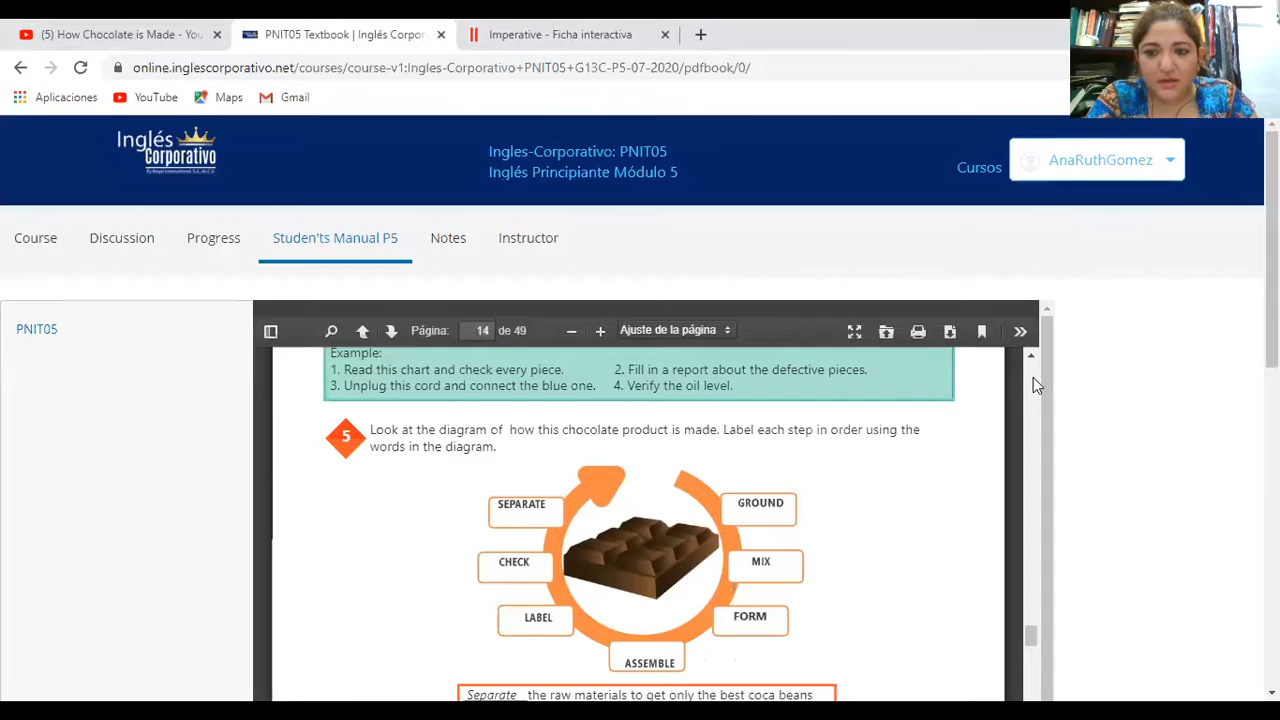 (5) How Chocolate is Made - You
PNIT05 Textbook | Inglés Corpor
Imperative - Ficha interactiva
online.inglescorporativo.net/courses/course-v1:Ingles-Corporativo+PNIT05+G13C-P5-07-2020/pdfbook/0/
Aplicaciones
YouTube
Maps
Gmail
Inglés
Corporativo
Ingles-Corporativo: PNIT05
Inglés Principiante Módulo 5
Cursos
AnaRuthGomez
Course
Discussion
Progress
Studen'ts Manual P5
Notes
Instructor
PNIT05
Página:
14
de 49
Ajuste de la página
Example:
1. Read this chart and check every piece.
2. Fill in a report about the defective pieces.
3. Unplug this cord and connect the blue one.
4. Verify the oil level.
5
Look at the diagram of how this chocolate product is made. Label each step in order using the
words in the diagram.
SEPARATE
GROUND
CHECK
MIX
LABEL
FORM
ASSEMBLE
Separate the raw materials to get only the best coca beans